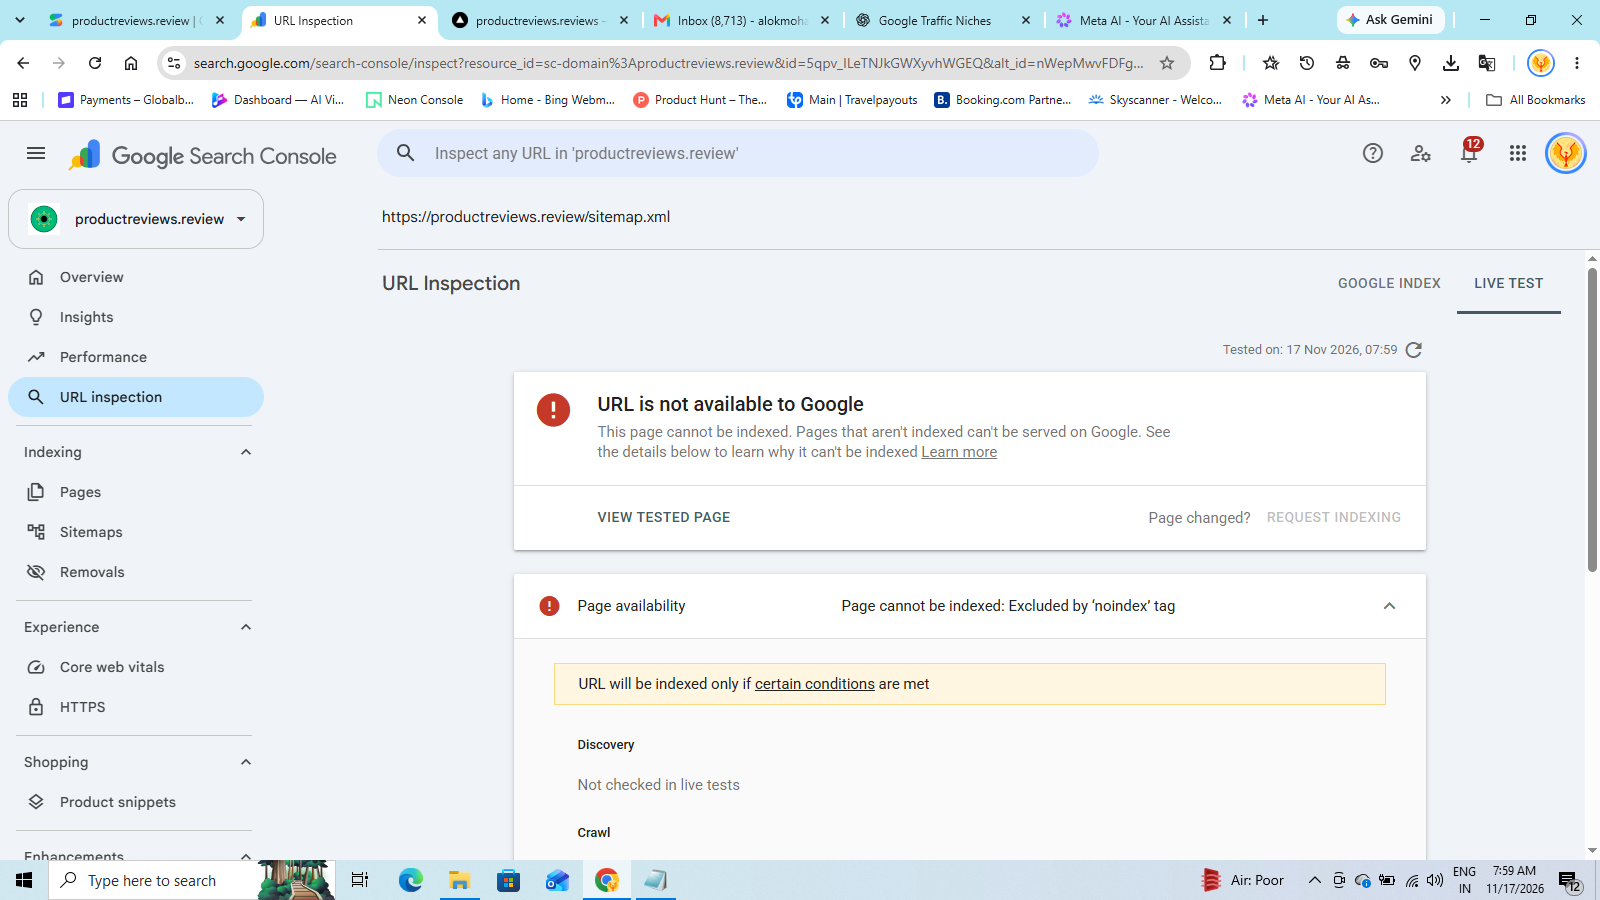 productreviews.review | G
URL Inspection
productreviews.reviews -
Inbox (8,713) - alokmoha
Google Traffic Niches
Meta AI - Your AI Assista
Ask Gemini
search.google.com/search-console/inspect?resource_id=sc-domain%3Aproductreviews.review&id=5qpv_ILeTNJkGWXyvhWGEQ&alt_id=nWepMwvFDFg...
Payments – Globalb...
Dashboard — AI Vi...
Neon Console
Home - Bing Webm...
Product Hunt – The...
Main | Travelpayouts
B.
Booking.com Partne...
Skyscanner - Welco...
Meta AI - Your AI As...
All Bookmarks
Google Search Console
Inspect any URL in 'productreviews.review'
12
productreviews.review
https://productreviews.review/sitemap.xml
Overview
Insights
Performance
URL inspection
Indexing
Pages
Sitemaps
Removals
Experience
Core web vitals
HTTPS
Shopping
Product snippets
Enhancements
URL Inspection
GOOGLE INDEX
LIVE TEST
Tested on: 17 Nov 2026, 07:59
URL is not available to Google
This page cannot be indexed. Pages that aren't indexed can't be served on Google. See
the details below to learn why it can't be indexed Learn more
VIEW TESTED PAGE
Page changed?
REQUEST INDEXING
Page availability
Page cannot be indexed: Excluded by ‘noindex’ tag
URL will be indexed only if certain conditions are met
Discovery
Not checked in live tests
Crawl
Type here to search
Air: Poor
ENG
IN
7:59 AM
11/17/2026
12